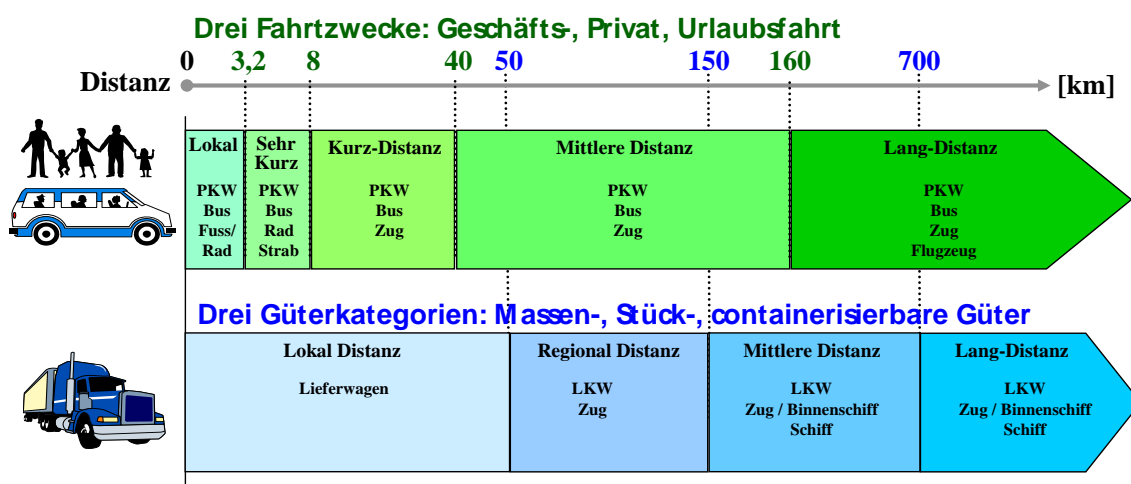 Drei Fahrtzwecke: Geschäfts-, Privat, Urlaubsfahrt
0 3,2 8 40 50 150 160 700
Distanz [km]
Lokal
PKW
Bus
Fuss/
Rad
Sehr
Kurz
PKW
Bus
Rad
Strab
Kurz-Distanz
PKW
Bus
Zug
Mittlere Distanz
PKW
Bus
Zug
Lang-Distanz
PKW
Bus
Zug
Flugzeug
Drei Güterkategorien: Massen-, Stück-, containerisierbare Güter
Lokal Distanz
Lieferwagen
Regional Distanz
LKW
Zug
Mittlere Distanz
LKW
Zug / Binnenschiff
Schiff
Lang-Distanz
LKW
Zug / Binnenschiff
Schiff